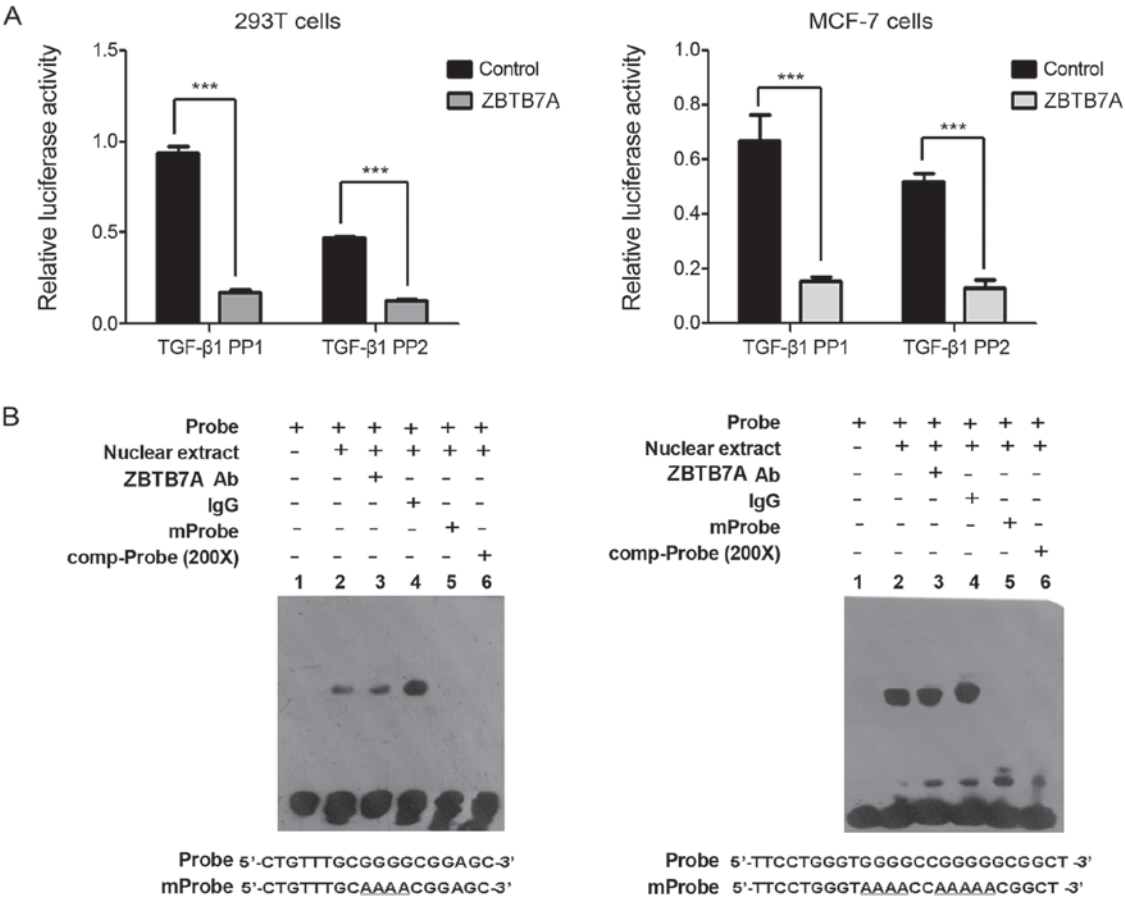 A
293T cells
Relative luciferase activity
1.5
1.0
0.5
0.0
***
***
Control
ZBTB7A
TGF-β1 PP1
TGF-β1 PP2
MCF-7 cells
Relative luciferase activity
1.0
0.8
0.6
0.4
0.2
0.0
***
***
Control
ZBTB7A
TGF-β1 PP1
TGF-β1 PP2
B
Probe + + + + + +
Nuclear extract - + + + + +
ZBTB7A Ab - - + - - -
IgG - - - + - -
mProbe - - - - + -
comp-Probe (200X) - - - - - +
1 2 3 4 5 6
Probe 5'-CTGTTTGCGGGGCGGAGC-3'
mProbe 5'-CTGTTTGCAAAACGGAGC-3'
Probe + + + + + +
Nuclear extract - + + + + +
ZBTB7A Ab - - + - - -
IgG - - - + - -
mProbe - - - - + -
comp-Probe (200X) - - - - - +
1 2 3 4 5 6
Probe 5'-TTCCTGGGTGGGGCCGGGGGCGGCT -3'
mProbe 5'-TTCCTGGGTAAAACCAAAAACGGCT -3'